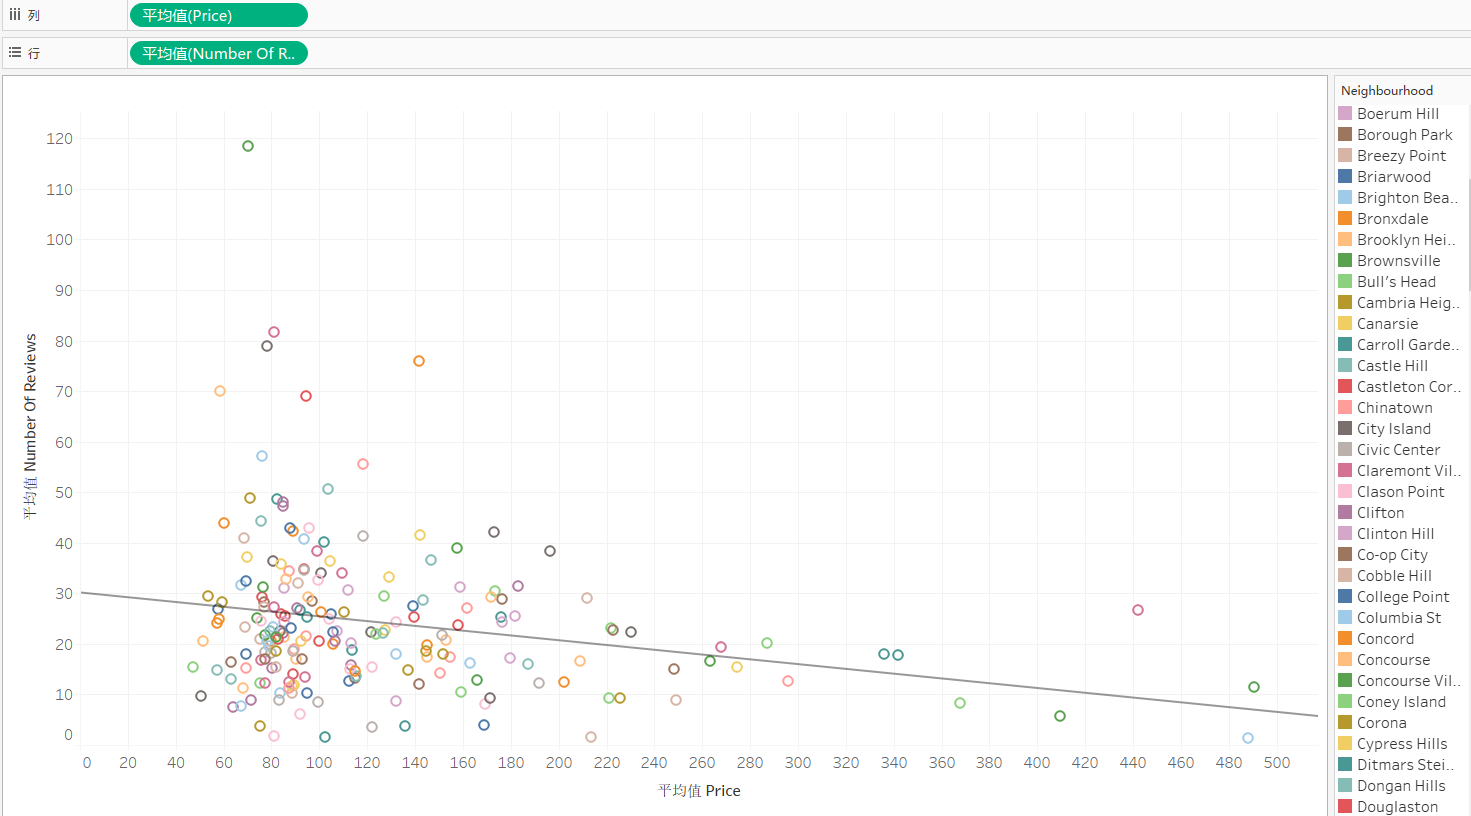 列
平均值(Price)
行
平均值(Number Of R..
Neighbourhood
Boerum Hill
Borough Park
Breezy Point
Briarwood
Brighton Bea..
Bronxdale
Brooklyn Hei..
Brownsville
Bull's Head
Cambria Heig..
Canarsie
Carroll Garde..
Castle Hill
Castleton Cor..
Chinatown
City Island
Civic Center
Claremont Vil..
Clason Point
Clifton
Clinton Hill
Co-op City
Cobble Hill
College Point
Columbia St
Concord
Concourse
Concourse Vil..
Coney Island
Corona
Cypress Hills
Ditmars Stei..
Dongan Hills
Douglaston
平均值 Number Of Reviews
120
110
100
90
80
70
60
50
40
30
20
10
0
0 20 40 60 80 100 120 140 160 180 200 220 240 260 280 300 320 340 360 380 400 420 440 460 480 500
平均值 Price